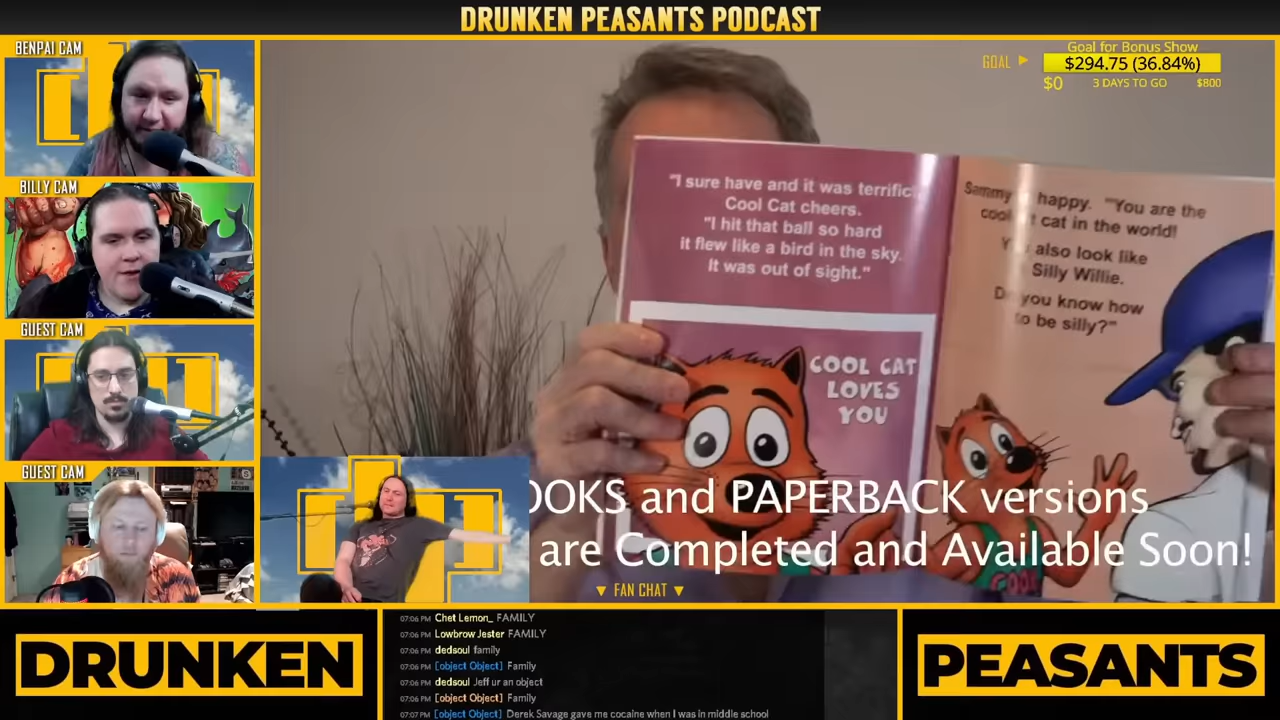 DRUNKEN PEASANTS PODCAST
BENPAI CAM
BILLY CAM
GUEST CAM
GUEST CAM
GOAL ▶
Goal for Bonus Show
$294.75 (36.84%)
$0 3 DAYS TO GO $800
"I sure have and it was terrific,
Cool Cat cheers.
"I hit that ball so hard
it flew like a bird in the sky.
It was out of sight."
COOL CAT
LOVES
YOU
Sammy happy. "You are the
cat in the world!
also look like
Silly Willie.
you know how
to be silly?"
COOL
and PAPERBACK versions
are Completed and Available Soon!
▼ FAN CHAT ▼
DRUNKEN
07:06 PM Chet Lemon_ FAMILY
07:06 PM Lowbrow Jester FAMILY
07:06 PM dedsoul family
07:06 PM [object Object] Family
07:06 PM dedsoul Jeff ur an object
07:06 PM [object Object] Family
07:07 PM [object Object] Derek Savage gave me cocaine when I was in middle school
PEASANTS